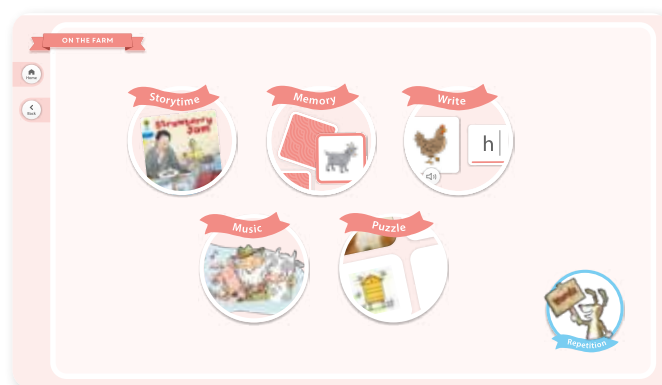 ON THE FARM
Home
Back
Storytime
Strawberry
Jam
Memory
Write
h
Music
Puzzle
Repetition